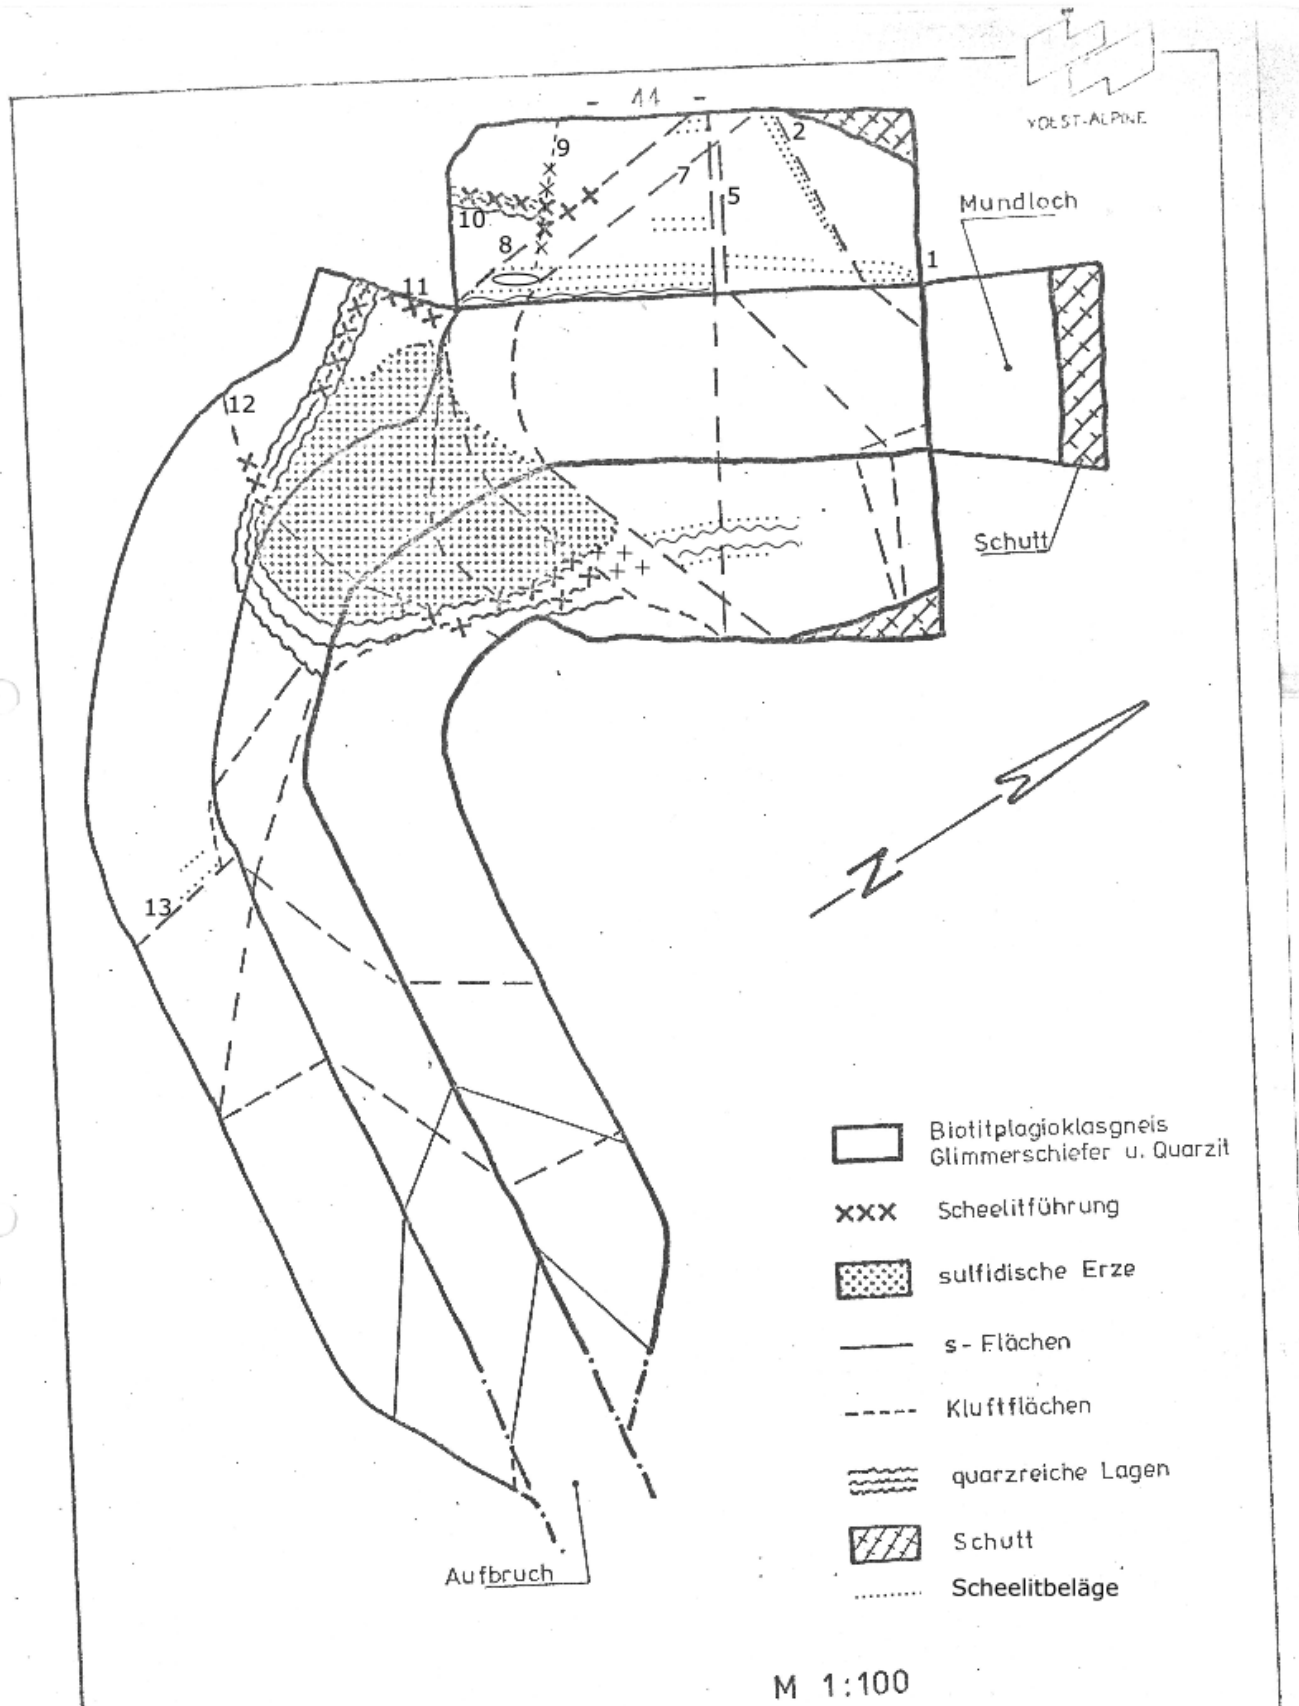 VOEST-ALPINE
- 11 -
2
9
7
5
Mundloch
10
8
1
11
12
Schutt
N
13
Biotitplagioklasgneis
Glimmerschiefer u. Quarzit
xxx Scheelitführung
sulfidische Erze
s-Flächen
Kluftflächen
quarzreiche Lagen
Schutt
Scheelitbeläge
Aufbruch
M 1:100